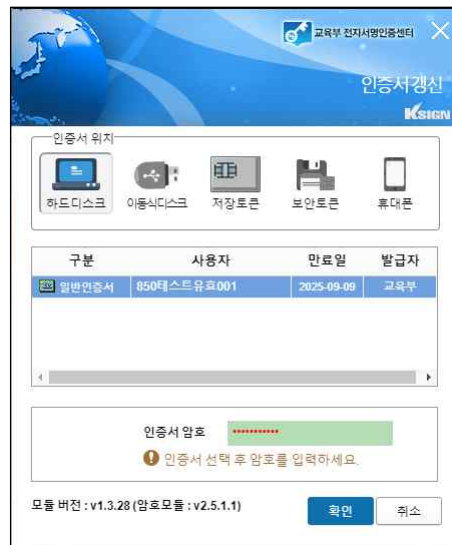 교육부 전자서명인증센터
인증서갱신
KSIGN
인증서 위치
하드디스크 이동식디스크 저장토큰 보안토큰 휴대폰
구분 사용자 만료일 발급자
일반인증서 850테스트유효001 2025-09-09 교육부
인증서 암호 ***********
인증서 선택 후 암호를 입력하세요.
모듈 버전 : v1.3.28 (암호모듈 : v2.5.1.1) 확인 취소